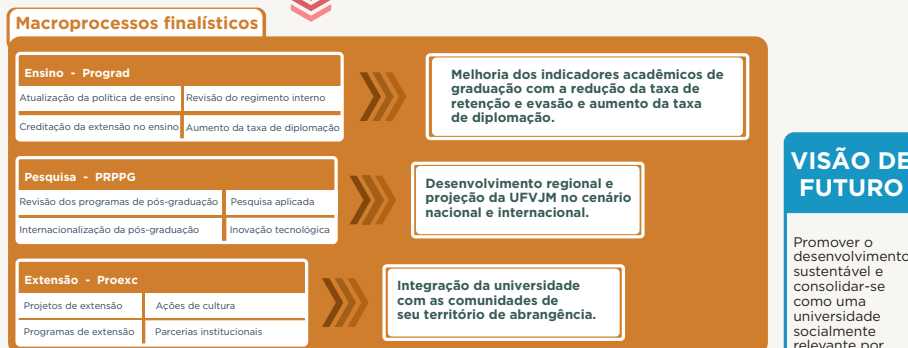 Macroprocessos finalísticos
Ensino - Prograd
Atualização da política de ensino
Revisão do regimento interno
Creditação da extensão no ensino
Aumento da taxa de diplomação
Melhoria dos indicadores acadêmicos de
graduação com a redução da taxa de
retenção e evasão e aumento da taxa
de diplomação.
Pesquisa - PRPPG
Revisão dos programas de pós-graduação
Pesquisa aplicada
Internacionalização da pós-graduação
Inovação tecnológica
Desenvolvimento regional e
projeção da UFVJM no cenário
nacional e internacional.
Extensão - Proexc
Projetos de extensão
Ações de cultura
Programas de extensão
Parcerias institucionais
Integração da universidade
com as comunidades de
seu território de abrangência.
VISÃO DE
FUTURO
Promover o
desenvolvimento
sustentável e
consolidar-se
como uma
universidade
socialmente
relevante por